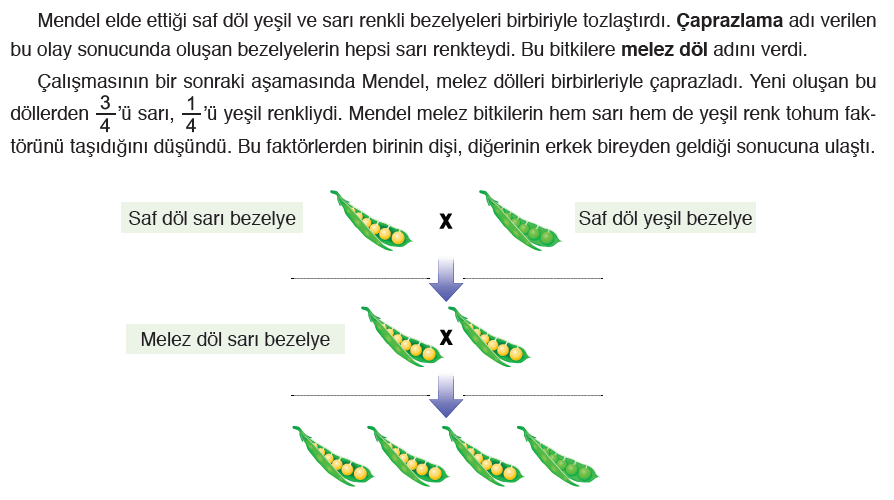 Mendel elde ettiği saf döl yeşil ve sarı renkli bezelyeleri birbiriyle tozlaştırdı. Çaprazlama adı verilen
bu olay sonucunda oluşan bezelyelerin hepsi sarı renkteydi. Bu bitkilere melez döl adını verdi.
Çalışmasının bir sonraki aşamasında Mendel, melez dölleri birbirleriyle çaprazladı. Yeni oluşan bu
döllerden 3/4'ü sarı, 1/4'ü yeşil renkliydi. Mendel melez bitkilerin hem sarı hem de yeşil renk tohum fak-
törünü taşıdığını düşündü. Bu faktörlerden birinin dişi, diğerinin erkek bireyden geldiği sonucuna ulaştı.
Saf döl sarı bezelye X Saf döl yeşil bezelye
Melez döl sarı bezelye X